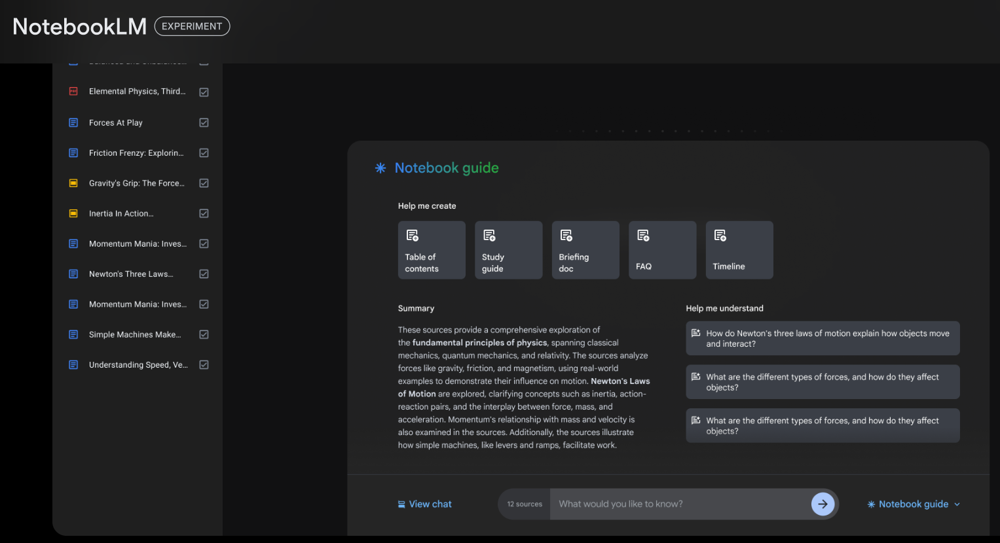 NotebookLM EXPERIMENT
Elemental Physics, Third...
Forces At Play
Friction Frenzy: Explorin...
Gravity's Grip: The Force...
Inertia In Action...
Momentum Mania: Inves...
Newton's Three Laws...
Momentum Mania: Inves...
Simple Machines Make...
Understanding Speed, Ve...
Notebook guide
Help me create
Table of
contents
Study
guide
Briefing
doc
FAQ
Timeline
Summary
These sources provide a comprehensive exploration of
the fundamental principles of physics, spanning classical
mechanics, quantum mechanics, and relativity. The sources analyze
forces like gravity, friction, and magnetism, using real-world
examples to demonstrate their influence on motion. Newton's Laws
of Motion are explored, clarifying concepts such as inertia, action-
reaction pairs, and the interplay between force, mass, and
acceleration. Momentum's relationship with mass and velocity is
also examined in the sources. Additionally, the sources illustrate
how simple machines, like levers and ramps, facilitate work.
Help me understand
How do Newton's three laws of motion explain how objects move
and interact?
What are the different types of forces, and how do they affect
objects?
What are the different types of forces, and how do they affect
objects?
View chat
12 sources
What would you like to know?
Notebook guide